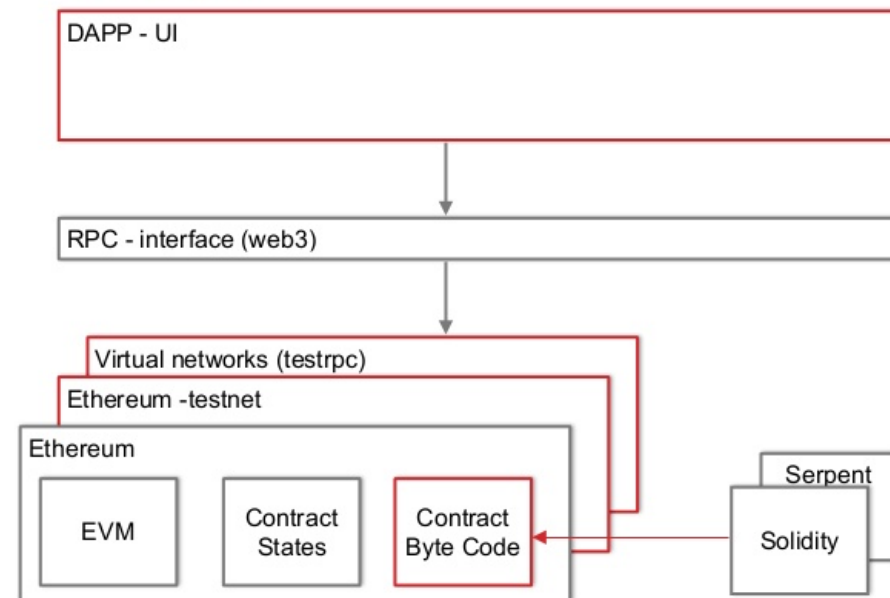 DAPP - UI
RPC - interface (web3)
Virtual networks (testrpc)
Ethereum -testnet
Ethereum
EVM
Contract
States
Contract
Byte Code
Serpent
Solidity